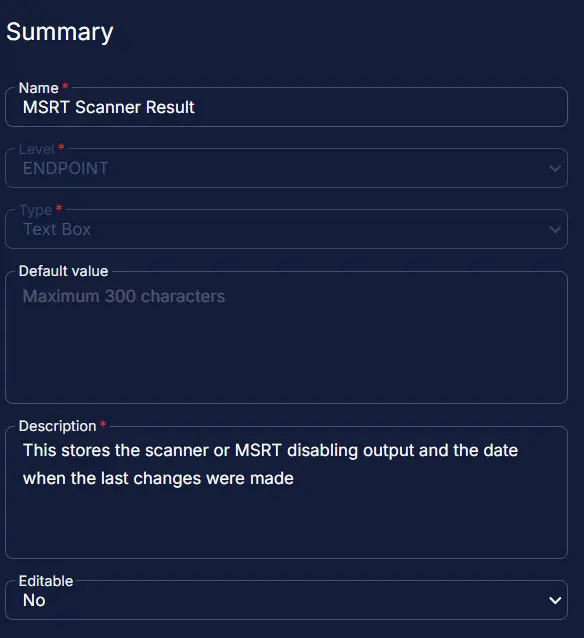 Summary
Name *
MSRT Scanner Result
Level *
ENDPOINT
Type *
Text Box
Default value
Maximum 300 characters
Description *
This stores the scanner or MSRT disabling output and the date
when the last changes were made
Editable
No